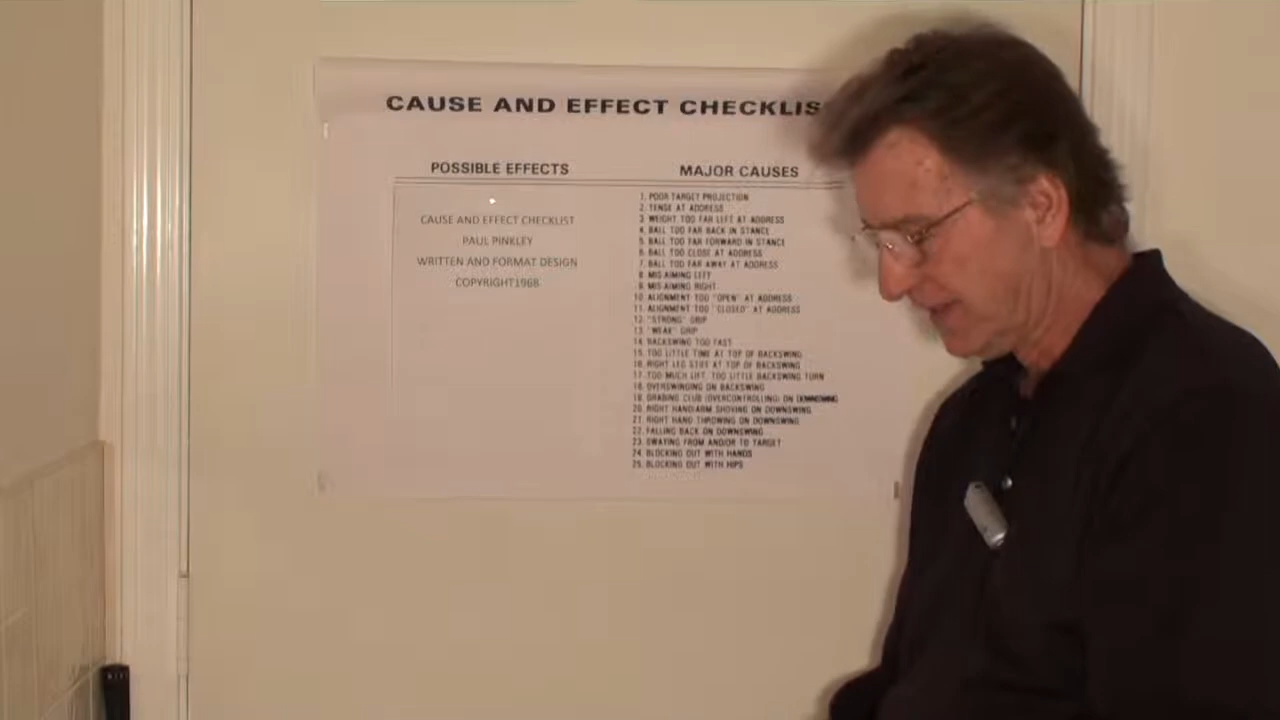 CAUSE AND EFFECT CHECKLIS
POSSIBLE EFFECTS
CAUSE AND EFFECT CHECKLIST
PAUL PINKLEY
WRITTEN AND FORMAT DESIGN
COPYRIGHT1968
MAJOR CAUSES
1. POOR TARGET PROJECTION
2. TENSE AT ADDRESS
3. WEIGHT TOO FAR LEFT AT ADDRESS
4. BALL TOO FAR BACK IN STANCE
5. BALL TOO FAR FORWARD IN STANCE
6. BALL TOO CLOSE AT ADDRESS
7. BALL TOO FAR AWAY AT ADDRESS
8. MIS-AIMING LEFT
9. MIS-AIMING RIGHT
10. ALIGNMENT TOO "OPEN" AT ADDRESS
11. ALIGNMENT TOO "CLOSED" AT ADDRESS
12. "STRONG" GRIP
13. "WEAK" GRIP
14. BACKSWING TOO FAST
15. TOO LITTLE TIME AT TOP OF BACKSWING
16. RIGHT LEG STIFF AT TOP OF BACKSWING
17. TOO MUCH LIFT, TOO LITTLE BACKSWING TURN
18. OVERSWINGING ON BACKSWING
19. GRABING CLUB (OVERCONTROLLING) ON DOWNSWING
20. RIGHT HAND/ARM SHOVING ON DOWNSWING
21. RIGHT HAND THROWING ON DOWNSWING
22. FALLING BACK ON DOWNSWING
23. SWAYING FROM AND/OR TO TARGET
24. BLOCKING OUT WITH HANDS
25. BLOCKING OUT WITH HIPS